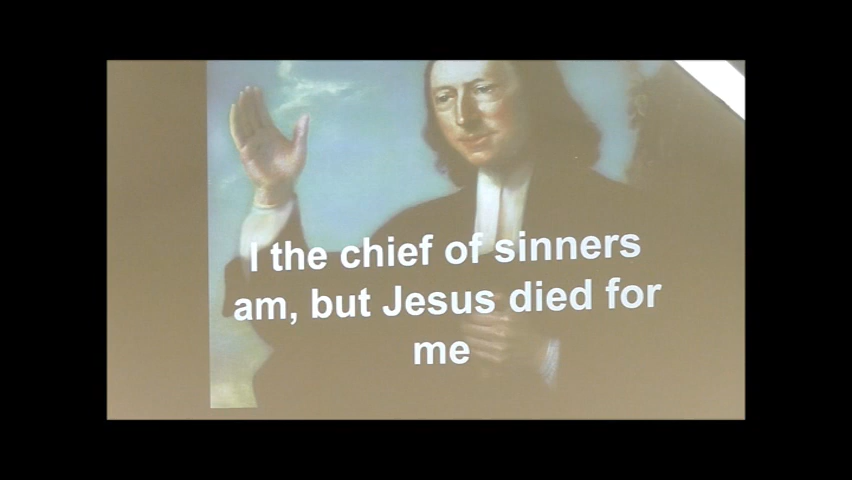 I the chief of sinners
am, but Jesus died for
me